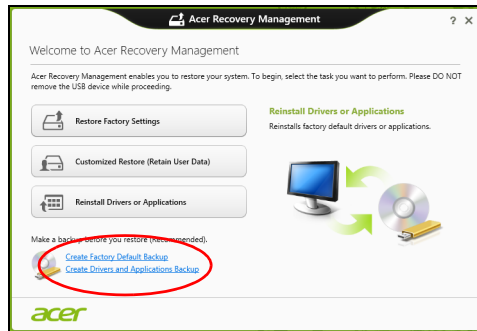 Acer Recovery Management
? X
Welcome to Acer Recovery Management
Acer Recovery Management enables you to restore your system. To begin, select the task you want to perform. Please DO NOT
remove the USB device while proceeding.
Restore Factory Settings
Customized Restore (Retain User Data)
Reinstall Drivers or Applications
Reinstall Drivers or Applications
Reinstalls factory default drivers or applications.
Make a backup before you restore (Recommended).
Create Factory Default Backup
Create Drivers and Applications Backup
acer